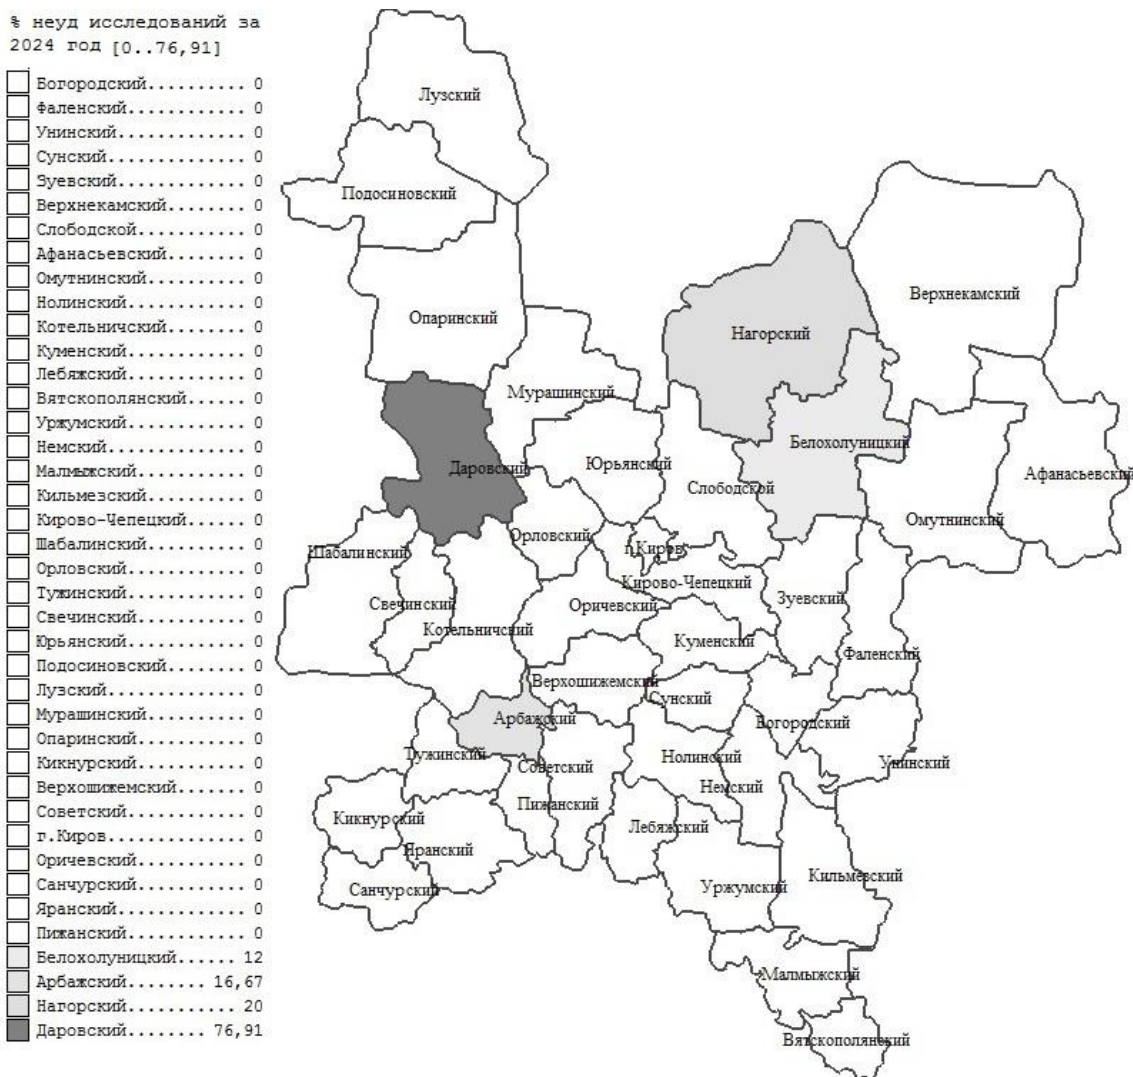 % неуд исследований за
2024 год [0..76,91]
Богородский.......... 0
Фаленский............ 0
Унинский............. 0
Сунский.............. 0
Зуевский............. 0
Верхнекамский........ 0
Слободской........... 0
Афанасьевский........ 0
Омутнинский.......... 0
Нолинский............ 0
Котельничский........ 0
Куменский............ 0
Лебяжский............ 0
Вятскополянский...... 0
Уржумский............ 0
Немский.............. 0
Малмыжский........... 0
Кильмезский.......... 0
Кирово-Чепецкий...... 0
Шабалинский.......... 0
Орловский............ 0
Тужинский............ 0
Свечинский........... 0
Юрьянский............ 0
Подосиновский........ 0
Лузский.............. 0
Мурашинский.......... 0
Опаринский........... 0
Кикнурский........... 0
Верхошижемский....... 0
Советский............ 0
г.Киров.............. 0
Оричевский........... 0
Санчурский........... 0
Яранский............. 0
Пижанский............ 0
Белохолуницкий...... 12
Арбажский........ 16,67
Нагорский........... 20
Даровский........ 76,91
Лузский
Подосиновский
Верхнекамский
Опаринский
Нагорский
Мурашинский
Белохолуницкий
Юрьянский
Даровский
Афанасьевский
Слободской
Омутнинский
Орловский
г.Киров
Шабалинский
Кирово-Чепецкий
Зуевский
Свечинский
Оричевский
Котельничский
Куменский
Фаленский
Верхошижемский
Сунский
Арбажский
Богородский
Тужинский
Нолинский
Советский
Унинский
Немский
Пижанский
Кикнурский
Лебяжский
Яранский
Кильмезский
Санчурский
Уржумский
Малмыжский
Вятскополянский